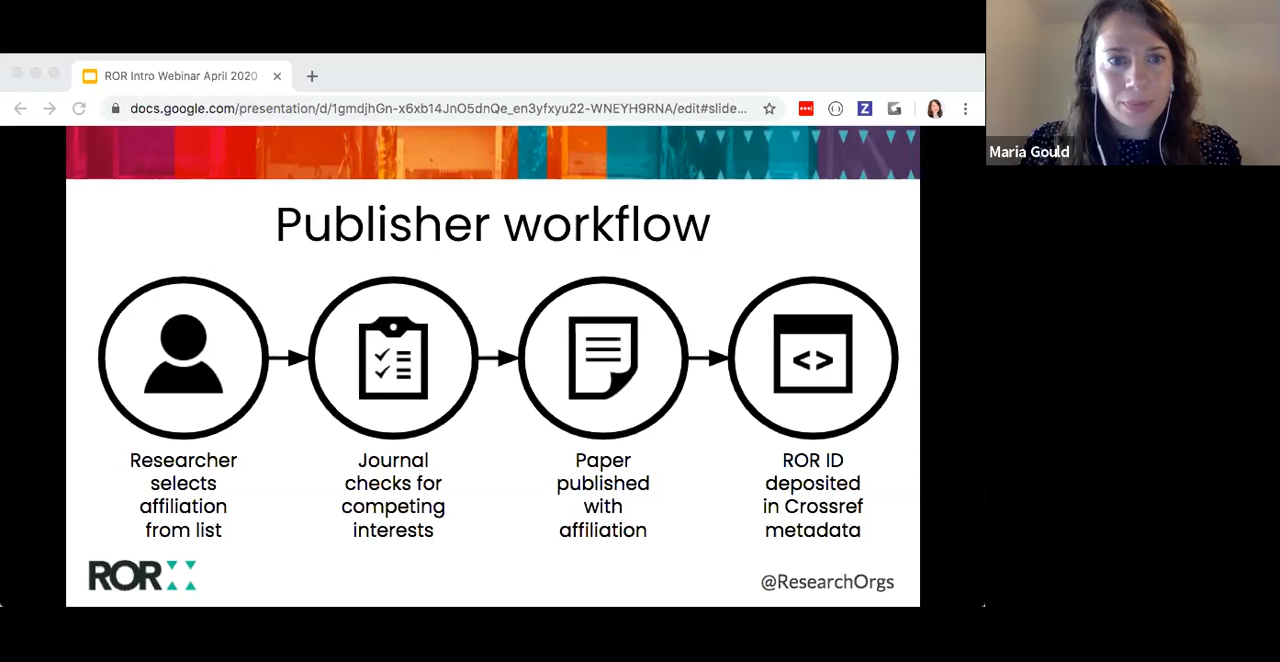 ROR Intro Webinar April 2020
docs.google.com/presentation/d/1gmdjhGn-x6xb14JnO5dnQe_en3yfxyu22-WNEYH9RNA/edit#slide...
Maria Gould
Publisher workflow
Researcher
selects
affiliation
from list
Journal
checks for
competing
interests
Paper
published
with
affiliation
ROR ID
deposited
in Crossref
metadata
ROR
@ResearchOrgs